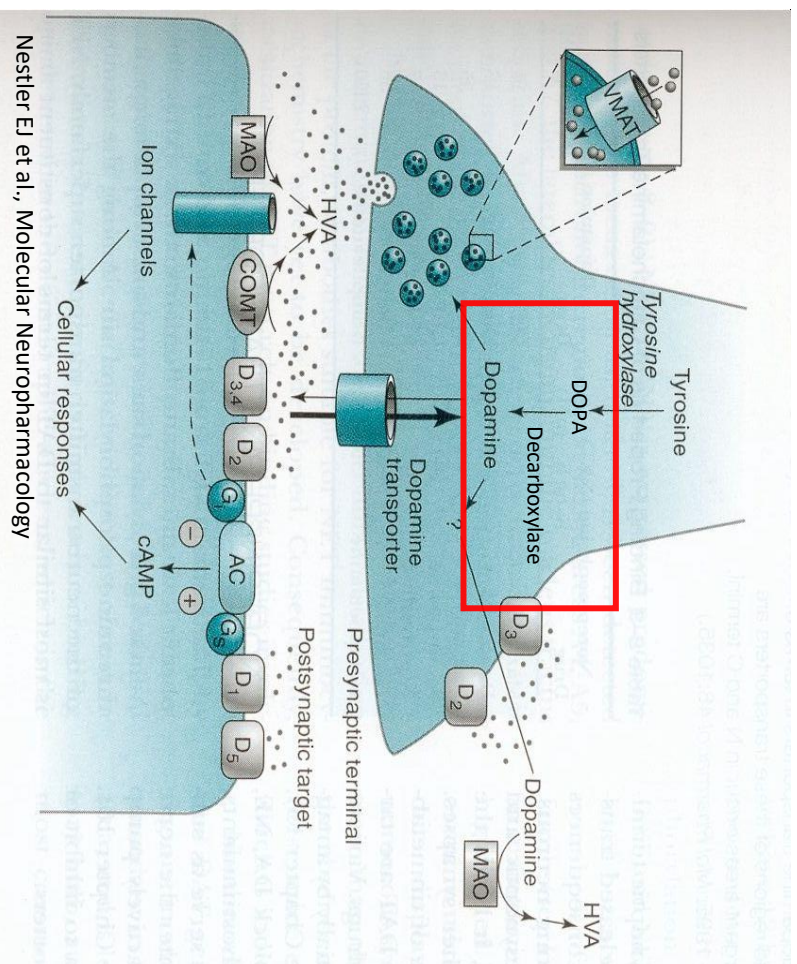 Tyrosine
Tyrosine
hydroxylase
VMAT
DOPA
Decarboxylase
Dopamine
?
D3
D2
Dopamine
MAO
HVA
Dopamine
transporter
Presynaptic terminal
HVA
Postsynaptic target
MAO
COMT
D3,4
D2
Gi
AC
Gs
D1
D5
− +
Ion channels
cAMP
Cellular responses
Nestler EJ et al., Molecular Neuropharmacology